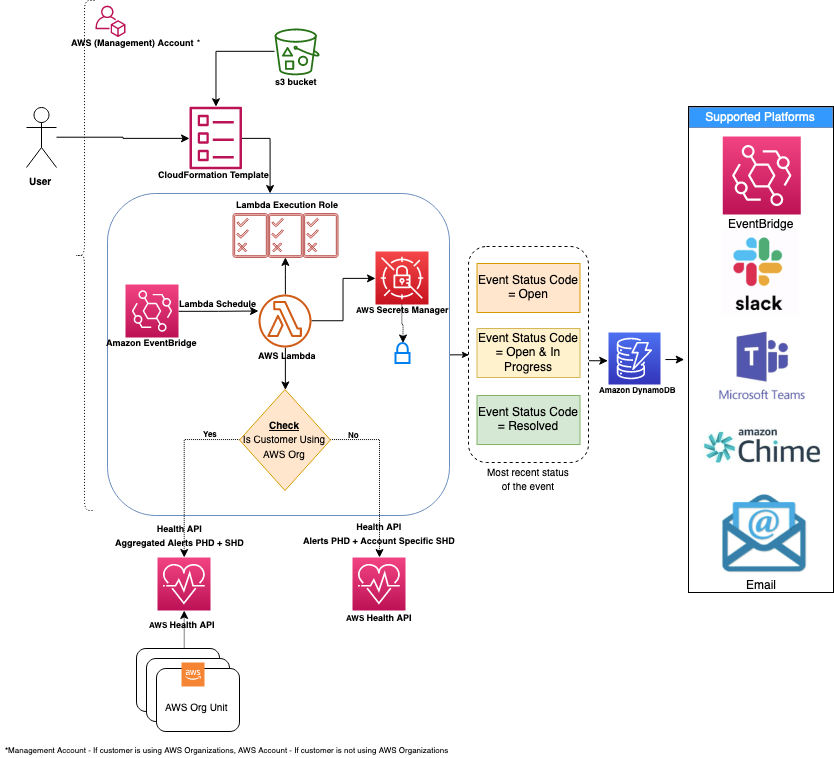 AWS (Management) Account *
s3 bucket
User
CloudFormation Template
Lambda Execution Role
Lambda Schedule
Amazon EventBridge
AWS Lambda
AWS Secrets Manager
Check
Is Customer Using
AWS Org
Yes
No
Health API
Aggregated Alerts PHD + SHD
Health API
Alerts PHD + Account Specific SHD
AWS Health API
AWS Health API
aws
AWS Org Unit
Event Status Code
= Open
Event Status Code
= Open & In
Progress
Event Status Code
= Resolved
Most recent status
of the event
Amazon DynamoDB
Supported Platforms
EventBridge
slack
T
Microsoft Teams
amazon
Chime
@
Email
*Management Account - If customer is using AWS Organizations, AWS Account - If customer is not using AWS Organizations